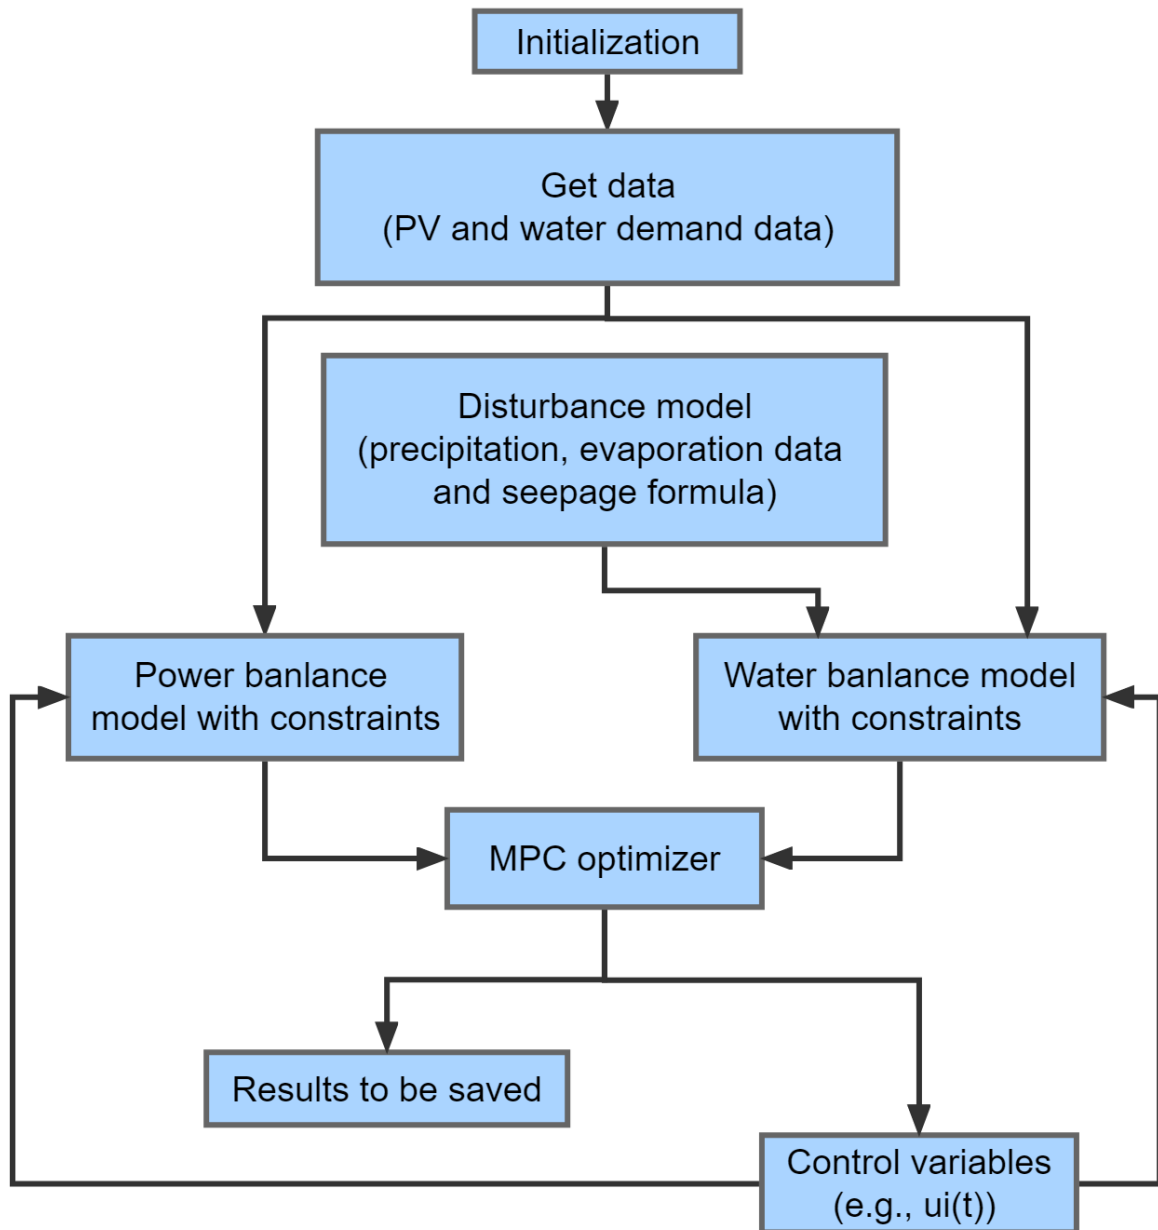 Initialization
Get data
(PV and water demand data)
Disturbance model
(precipitation, evaporation data
and seepage formula)
Power banlance
model with constraints
Water banlance model
with constraints
MPC optimizer
Results to be saved
Control variables
(e.g., ui(t))